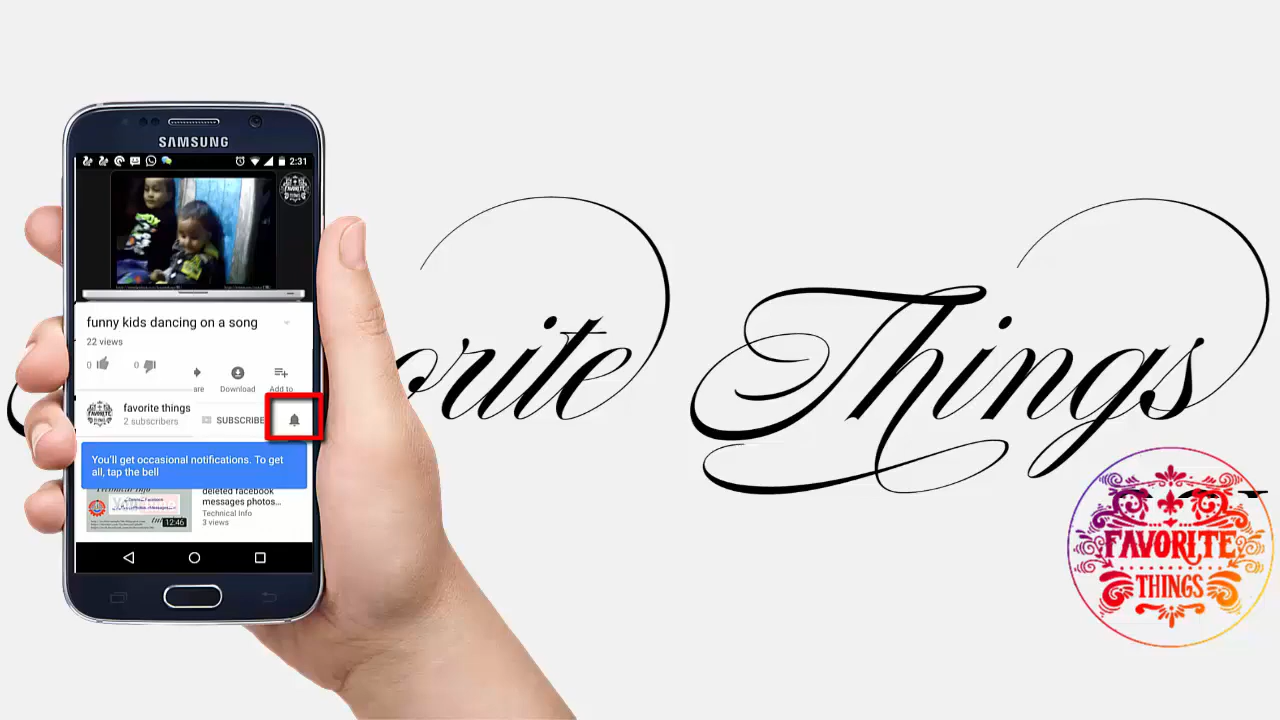 SAMSUNG
2:31
FAVORITE
THINGS
funny kids dancing on a song
22 views
0
0
are
Download
Add to
favorite things
2 subscribers
SUBSCRIBE
You'll get occasional notifications. To get
all, tap the bell
deleted facebook
messages photos...
Technical Info
3 views
12:46
orite Things
FAVORITE
THINGS